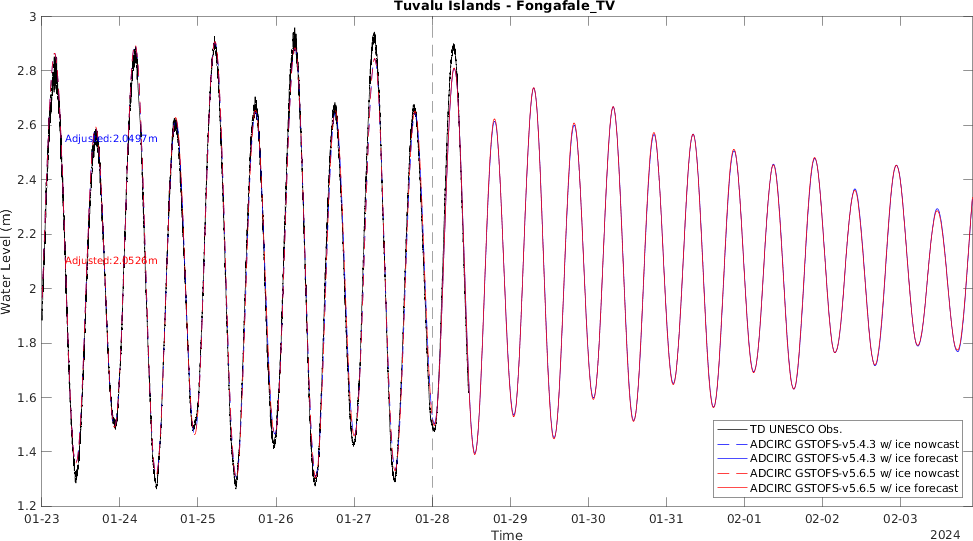 Tuvalu Islands - Fongafale_TV
3
2.8
2.6
2.4
2.2
2
1.8
1.6
1.4
1.2
Water Level (m)
Adjusted:2.0497m
Adjusted:2.0526m
TD UNESCO Obs.
ADCIRC GSTOFS-v5.4.3 w/ ice nowcast
ADCIRC GSTOFS-v5.4.3 w/ ice forecast
ADCIRC GSTOFS-v5.6.5 w/ ice nowcast
ADCIRC GSTOFS-v5.6.5 w/ ice forecast
01-23 01-24 01-25 01-26 01-27 01-28 01-29 01-30 01-31 02-01 02-02 02-03
Time
2024